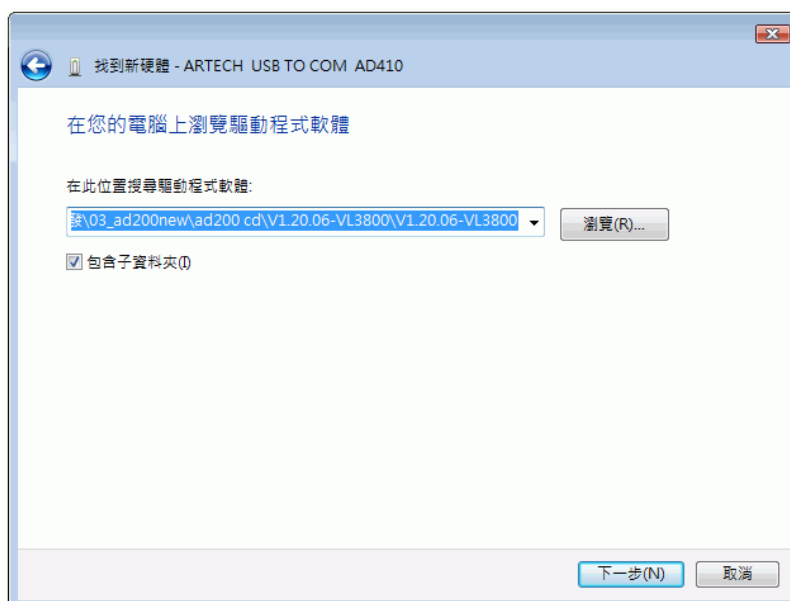 找到新硬體 - ARTECH USB TO COM AD410
在您的電腦上瀏覽驅動程式軟體
在此位置搜尋驅動程式軟體:
\03_ad200new\ad200 cd\V1.20.06-VL3800\V1.20.06-VL3800
瀏覽(R)...
包含子資料夾(I)
下一步(N)
取消